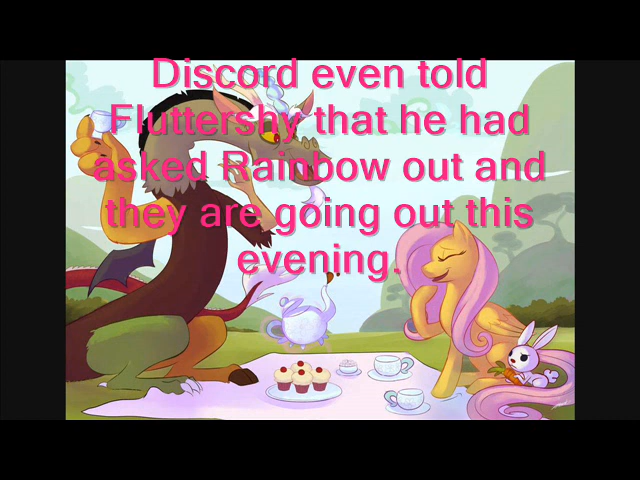 Discord even told
Fluttershy that he had
asked Rainbow out and
they are going out this
evening.